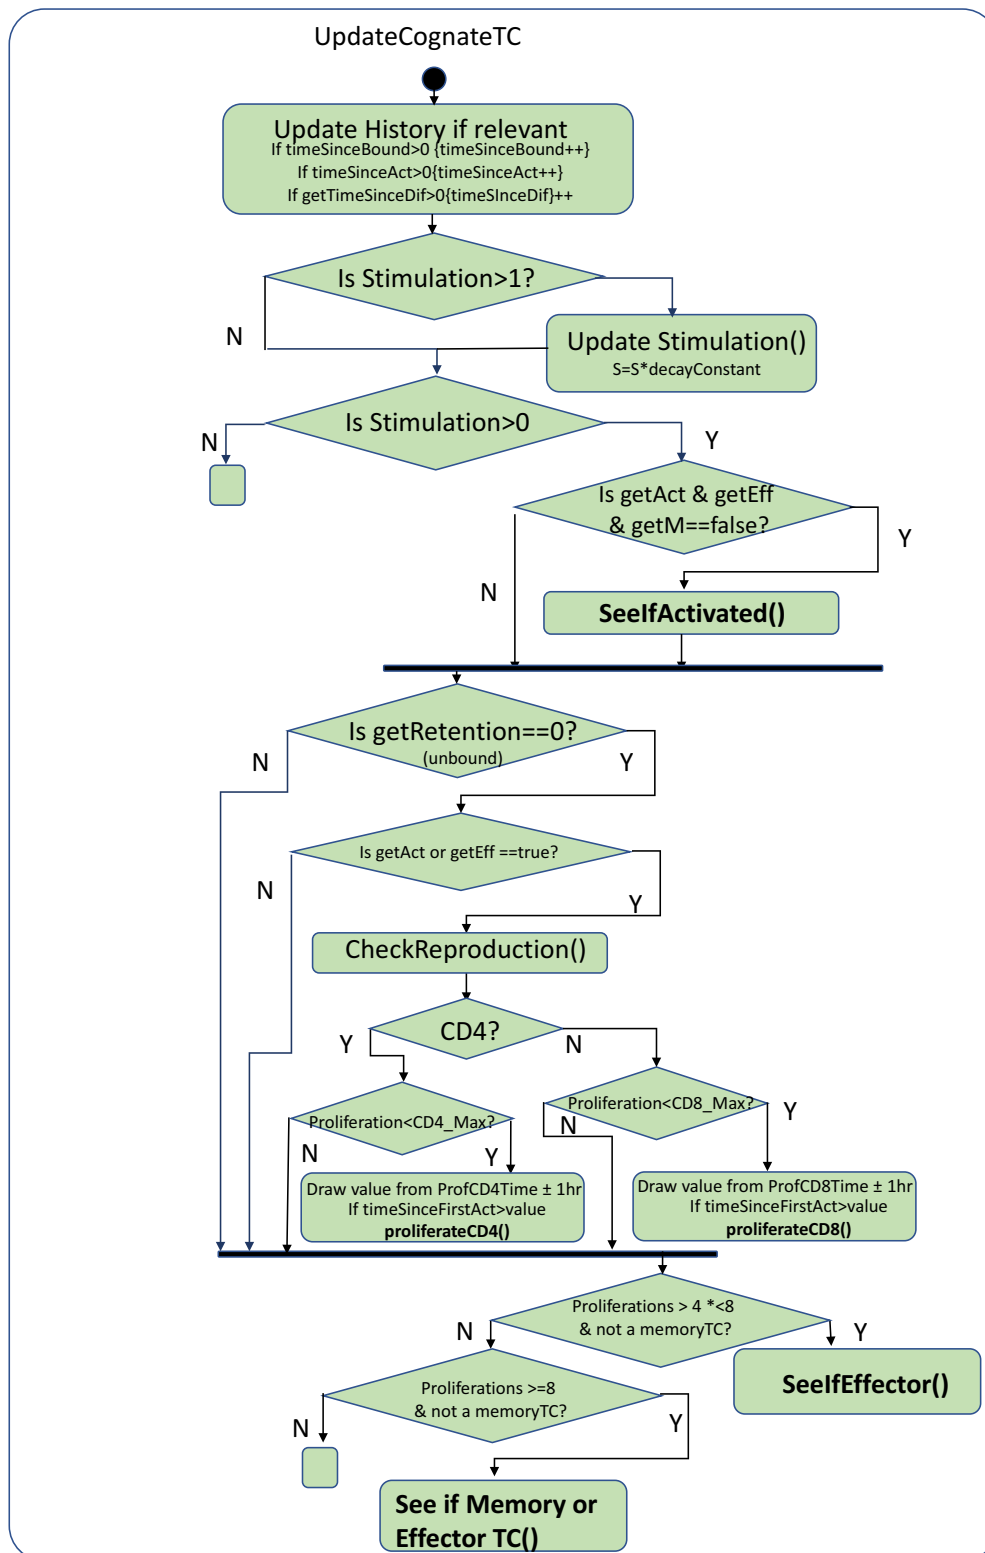 UpdateCognateTC
Update History if relevant
If timeSinceBound>0 {timeSinceBound++}
If timeSinceAct>0{timeSinceAct++}
If getTimeSinceDif>0{timeSInceDif}++
Is Stimulation>1?
N
Update Stimulation()
S=S*decayConstant
Is Stimulation>0
N
Y
Is getAct & getEff
& getM==false?
Y
N
SeeIfActivated()
Is getRetention==0?
(unbound)
N
Y
Is getAct or getEff ==true?
N
Y
CheckReproduction()
CD4?
Y
N
Proliferation<CD4_Max?
Proliferation<CD8_Max?
Y
N
N
Y
Draw value from ProfCD4Time ± 1hr
If timeSinceFirstAct>value
proliferateCD4()
Draw value from ProfCD8Time ± 1hr
If timeSinceFirstAct>value
proliferateCD8()
Proliferations > 4 *<8
& not a memoryTC?
N
Y
SeeIfEffector()
Proliferations >=8
& not a memoryTC?
N
Y
See if Memory or
Effector TC()